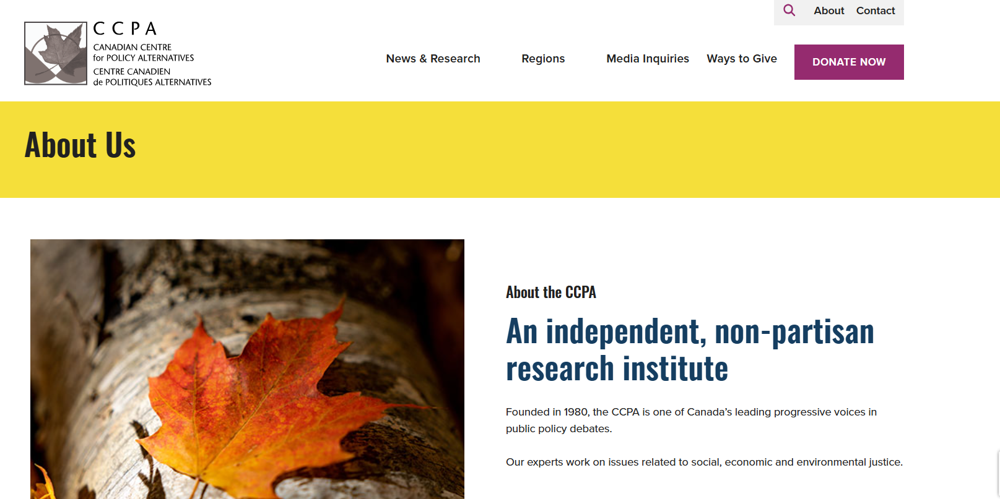 About Contact
CCPA
CANADIAN CENTRE
for POLICY ALTERNATIVES
CENTRE CANADIEN
de POLITIQUES ALTERNATIVES
News & Research Regions Media Inquiries Ways to Give DONATE NOW
About Us
About the CCPA
An independent, non-partisan
research institute
Founded in 1980, the CCPA is one of Canada’s leading progressive voices in
public policy debates.
Our experts work on issues related to social, economic and environmental justice.